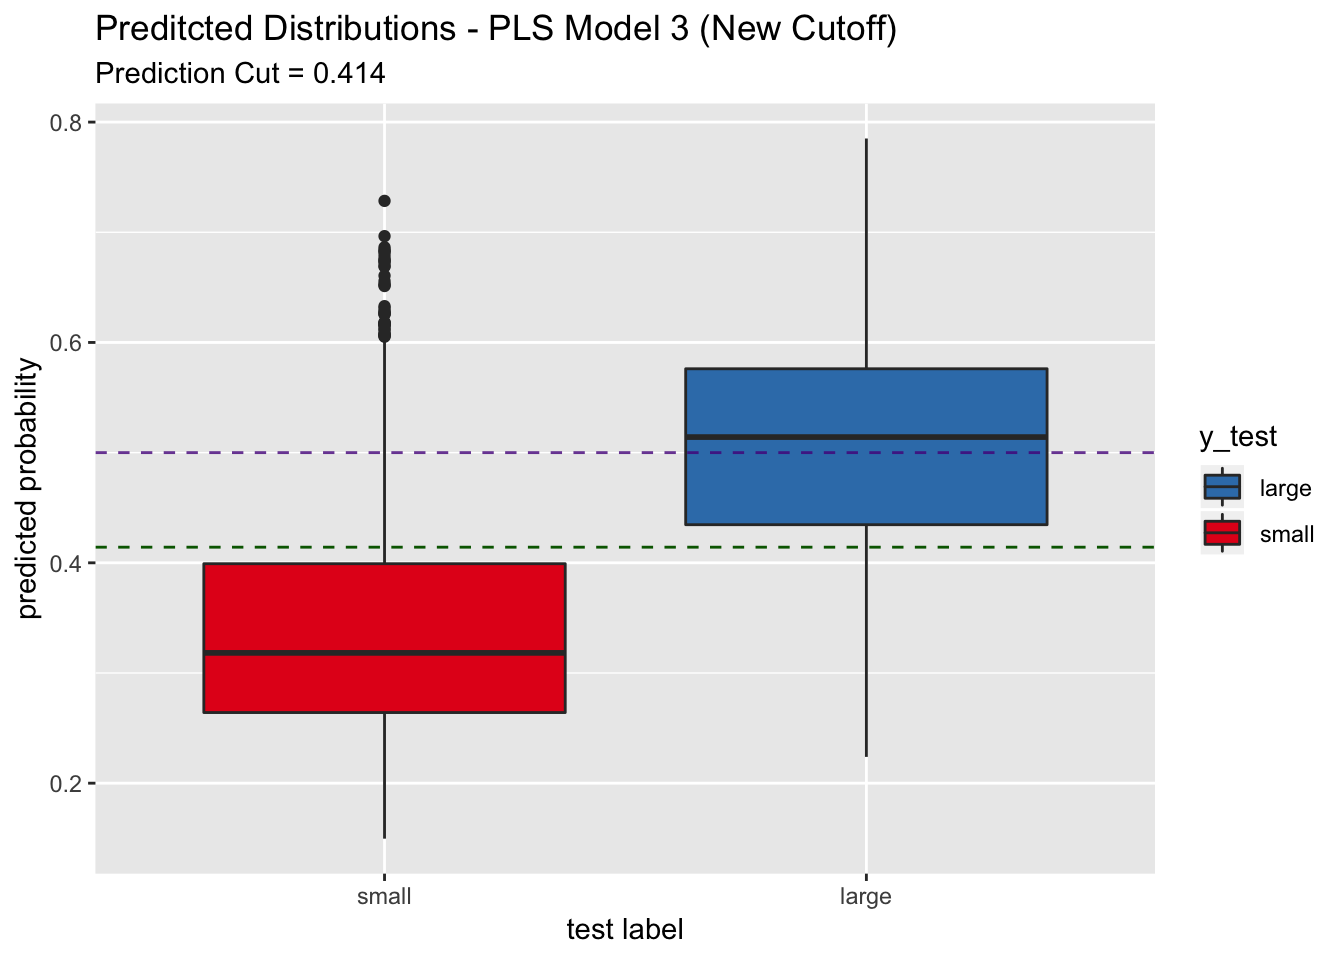 Preditcted Distributions - PLS Model 3 (New Cutoff)
Prediction Cut = 0.414
predicted probability
0.8
0.6
0.4
0.2
small
large
test label
y_test
large
small